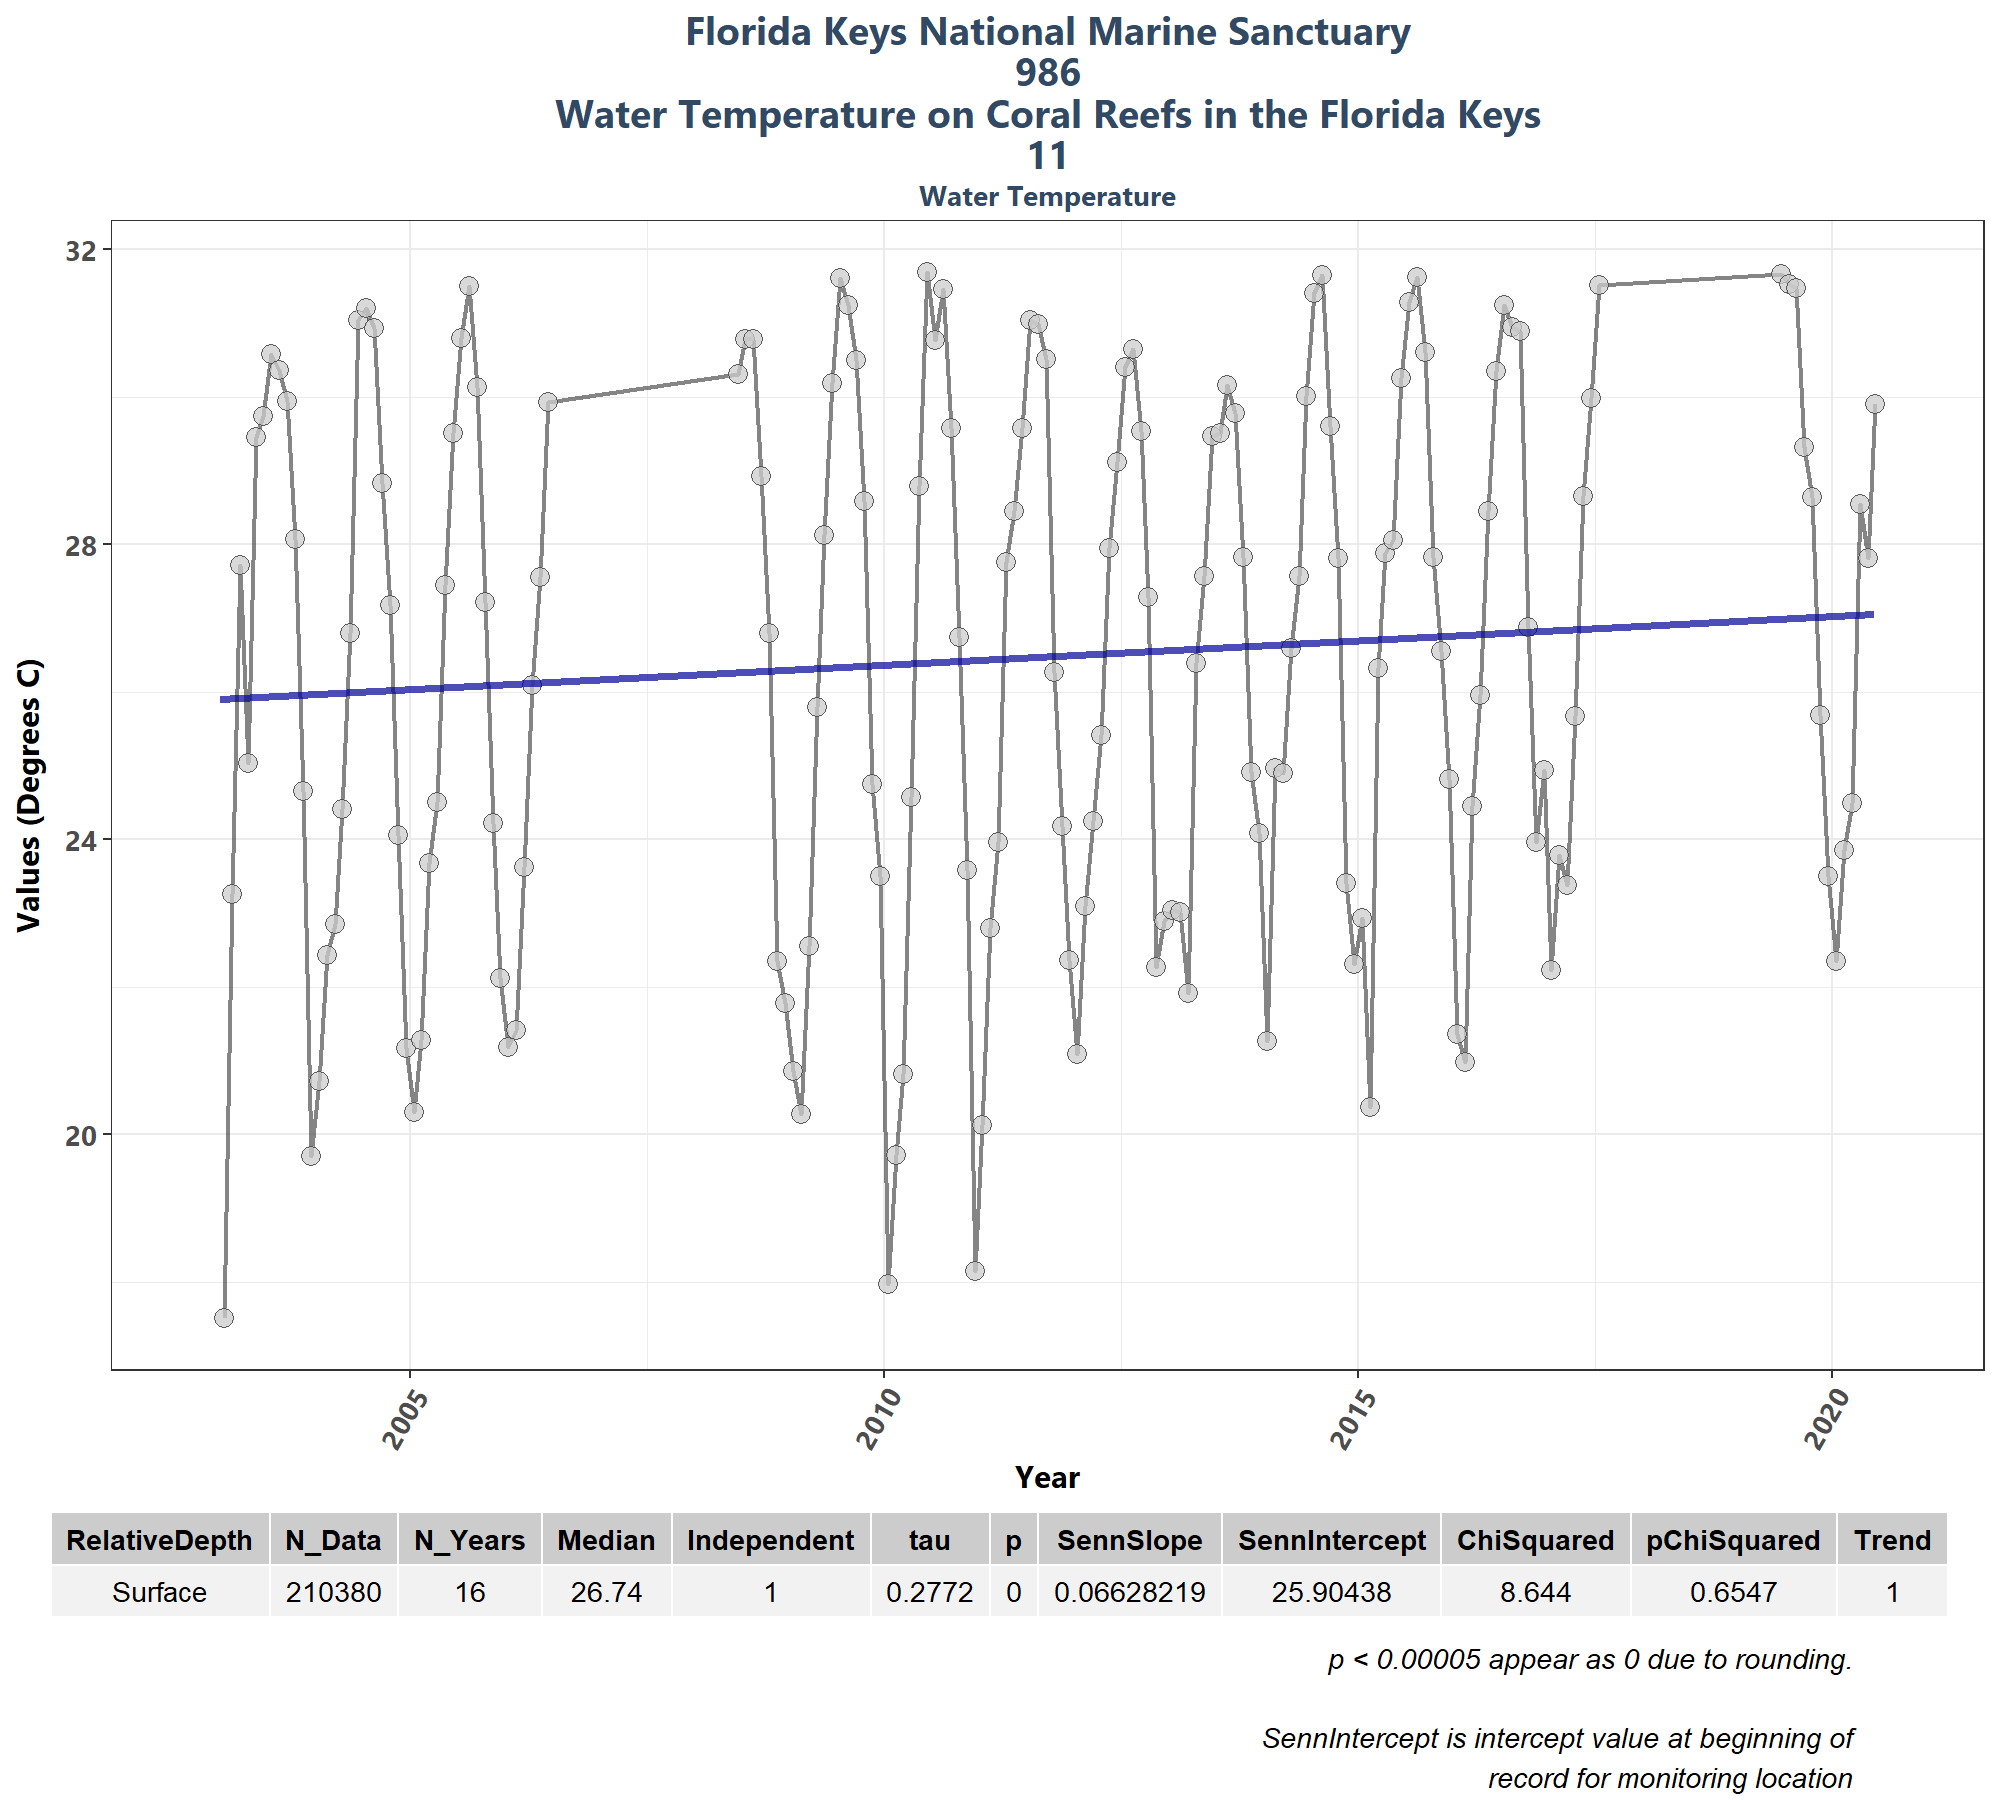 Florida Keys National Marine Sanctuary
986
Water Temperature on Coral Reefs in the Florida Keys
11
Water Temperature
32
28
24
20
Values (Degrees C)
2005 2010 2015 2020
Year
RelativeDepth N_Data N_Years Median Independent tau p SennSlope SennIntercept ChiSquared pChiSquared Trend
Surface 210380 16 26.74 1 0.2772 0 0.06628219 25.90438 8.644 0.6547 1
p < 0.00005 appear as 0 due to rounding.
SennIntercept is intercept value at beginning of
record for monitoring location